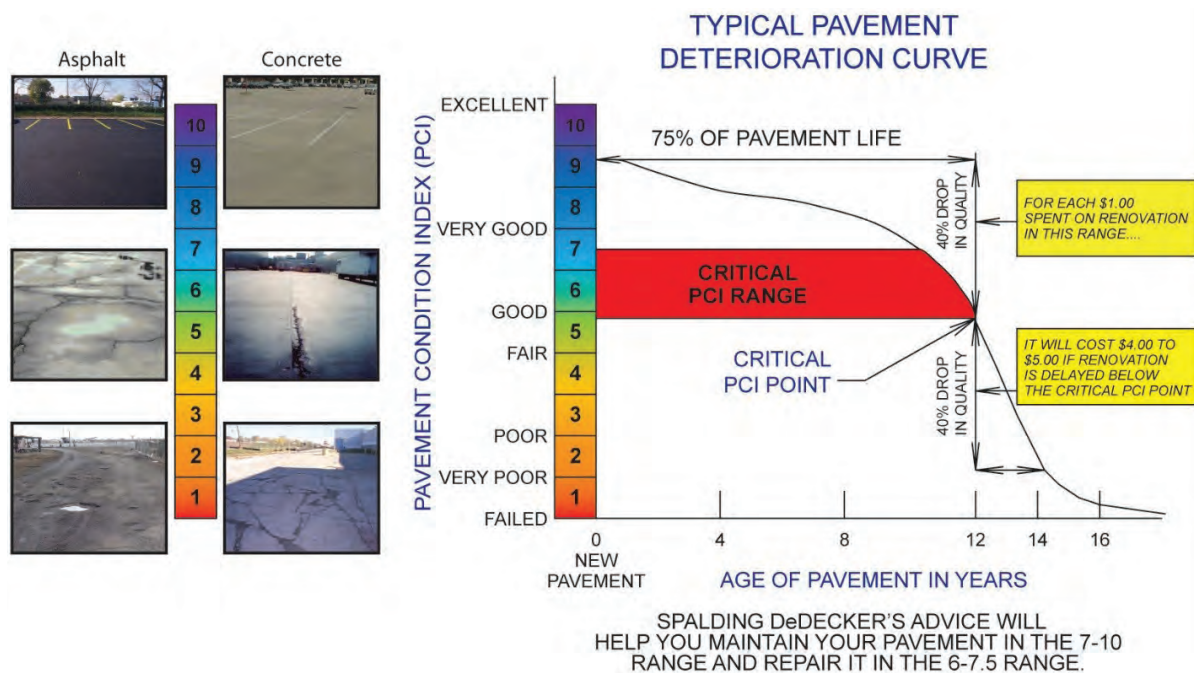 TYPICAL PAVEMENT
DETERIORATION CURVE
Asphalt
Concrete
10
9
8
7
6
5
4
3
2
1
PAVEMENT CONDITION INDEX (PCI)
EXCELLENT
VERY GOOD
GOOD
FAIR
POOR
VERY POOR
FAILED
10
9
8
7
6
5
4
3
2
1
75% OF PAVEMENT LIFE
40% DROP
IN QUALITY
FOR EACH $1.00
SPENT ON RENOVATION
IN THIS RANGE....
CRITICAL
PCI RANGE
CRITICAL
PCI POINT
40% DROP
IN QUALITY
IT WILL COST $4.00 TO
$5.00 IF RENOVATION
IS DELAYED BELOW
THE CRITICAL PCI POINT
0
4
8
12
14
16
NEW
PAVEMENT
AGE OF PAVEMENT IN YEARS
SPALDING DeDECKER'S ADVICE WILL
HELP YOU MAINTAIN YOUR PAVEMENT IN THE 7-10
RANGE AND REPAIR IT IN THE 6-7.5 RANGE.